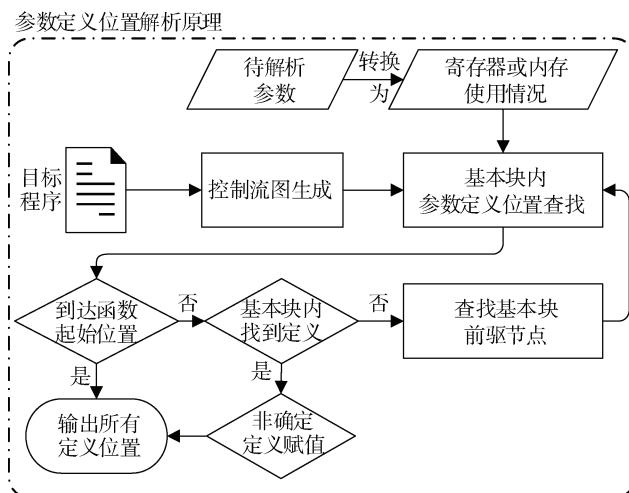 参数定义位置解析原理
待解析
参数
转换
为
寄存器或内存
使用情况
目标
程序
控制流图生成
基本块内
参数定义位置查找
到达函数
起始位置
否
基本块内
找到定义
否
查找基本块
前驱节点
是
是
输出所有
定义位置
非确定
定义赋值